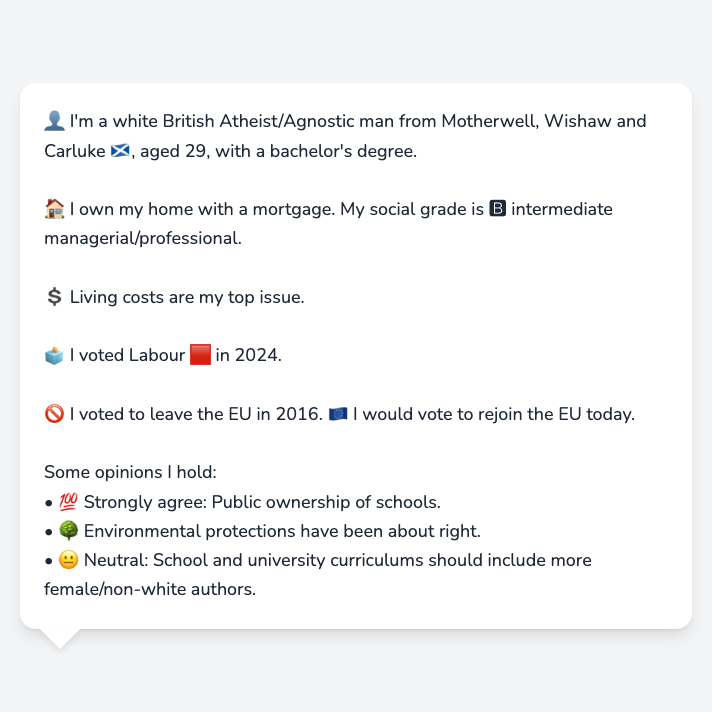 👤 I'm a white British Atheist/Agnostic man from Motherwell, Wishaw and
Carluke 🏴󠁧󠁢󠁳󠁣󠁴󠁿, aged 29, with a bachelor's degree.
🏠 I own my home with a mortgage. My social grade is 🅱 intermediate
managerial/professional.
💲 Living costs are my top issue.
🗳️ I voted Labour 🟥 in 2024.
🚫 I voted to leave the EU in 2016. 🇪🇺 I would vote to rejoin the EU today.
Some opinions I hold:
• 💯 Strongly agree: Public ownership of schools.
• 🌳 Environmental protections have been about right.
• 😐 Neutral: School and university curriculums should include more
female/non-white authors.